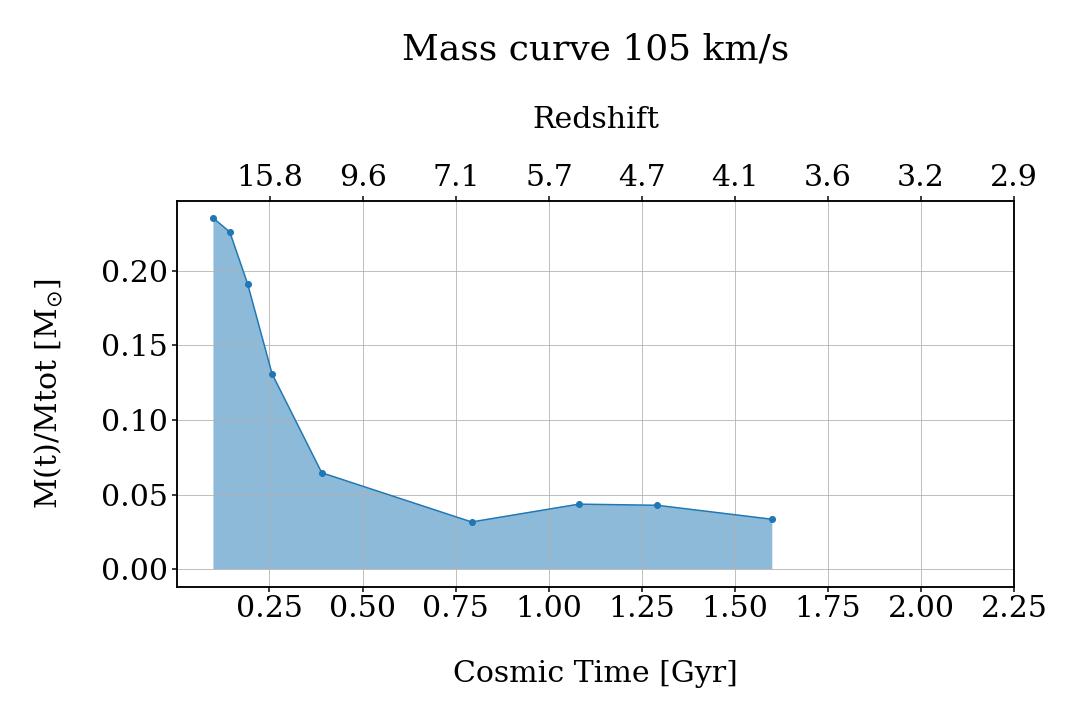 Mass curve 105 km/s
Redshift
15.8 9.6 7.1 5.7 4.7 4.1 3.6 3.2 2.9
M(t)/Mtot [M☉]
0.20
0.15
0.10
0.05
0.00
0.25 0.50 0.75 1.00 1.25 1.50 1.75 2.00 2.25
Cosmic Time [Gyr]